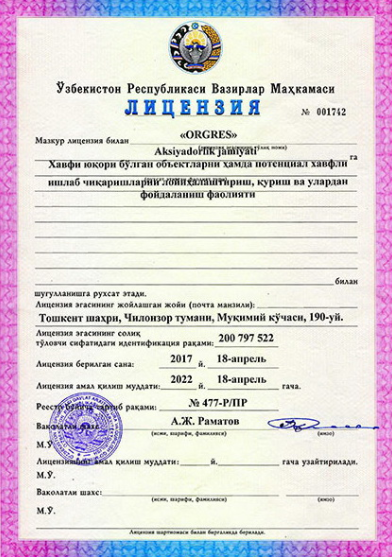 Ўзбекистон Республикаси Вазирлар Маҳкамаси
ЛИЦЕНЗИЯ
№ 001742
Мазкур лицензия билан «ORGRES»
Aksiyadorlik jamiyati га
Хавфи юқори бўлган объектларни ҳамда потенциал хавфли
ишлаб чиқаришларни лойиҳалаштириш, қуриш ва улардан
фойдаланиш фаолияти
билан
шуғулланишга рухсат этади.
Лицензия эгасининг жойлашган жойи (почта манзили):
Тошкент шаҳри, Чилонзор тумани, Муқимий кўчаси, 190-уй.
Лицензия эгасининг солиқ
тўловчи сифатидаги идентификация рақами: 200 797 522
Лицензия берилган сана: 2017 й. 18-апрель
Лицензия амал қилиш муддати: 2022 й. 18-апрель гача.
Реестр бўйича тартиб рақами: № 477-Р/ПР
Ваколатли шахс: А.Ж. Раматов
(исми, шарифи, фамилияси) (имзо)
М.Ў.
Лицензиянинг амал қилиш муддати: й. гача узайтирилади.
М.Ў.
Ваколатли шахс:
(исми, шарифи, фамилияси) (имзо)
М.Ў.
Лицензия шартномаси билан биргаликда берилади.